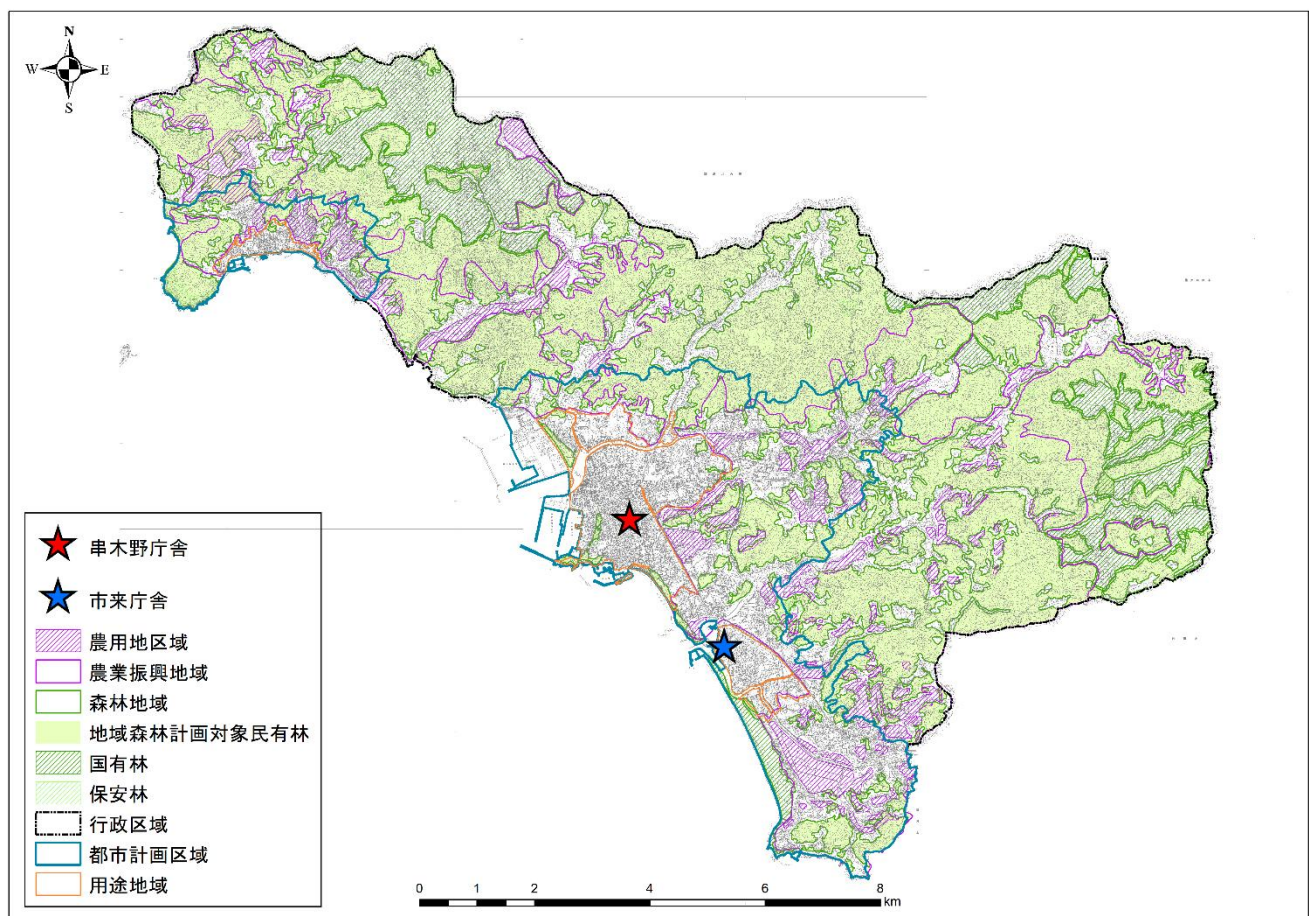 N
W E
S
串木野庁舎
市来庁舎
農用地区域
農業振興地域
森林地域
地域森林計画対象民有林
国有林
保安林
行政区域
都市計画区域
用途地域
0 1 2 4 6 8
km